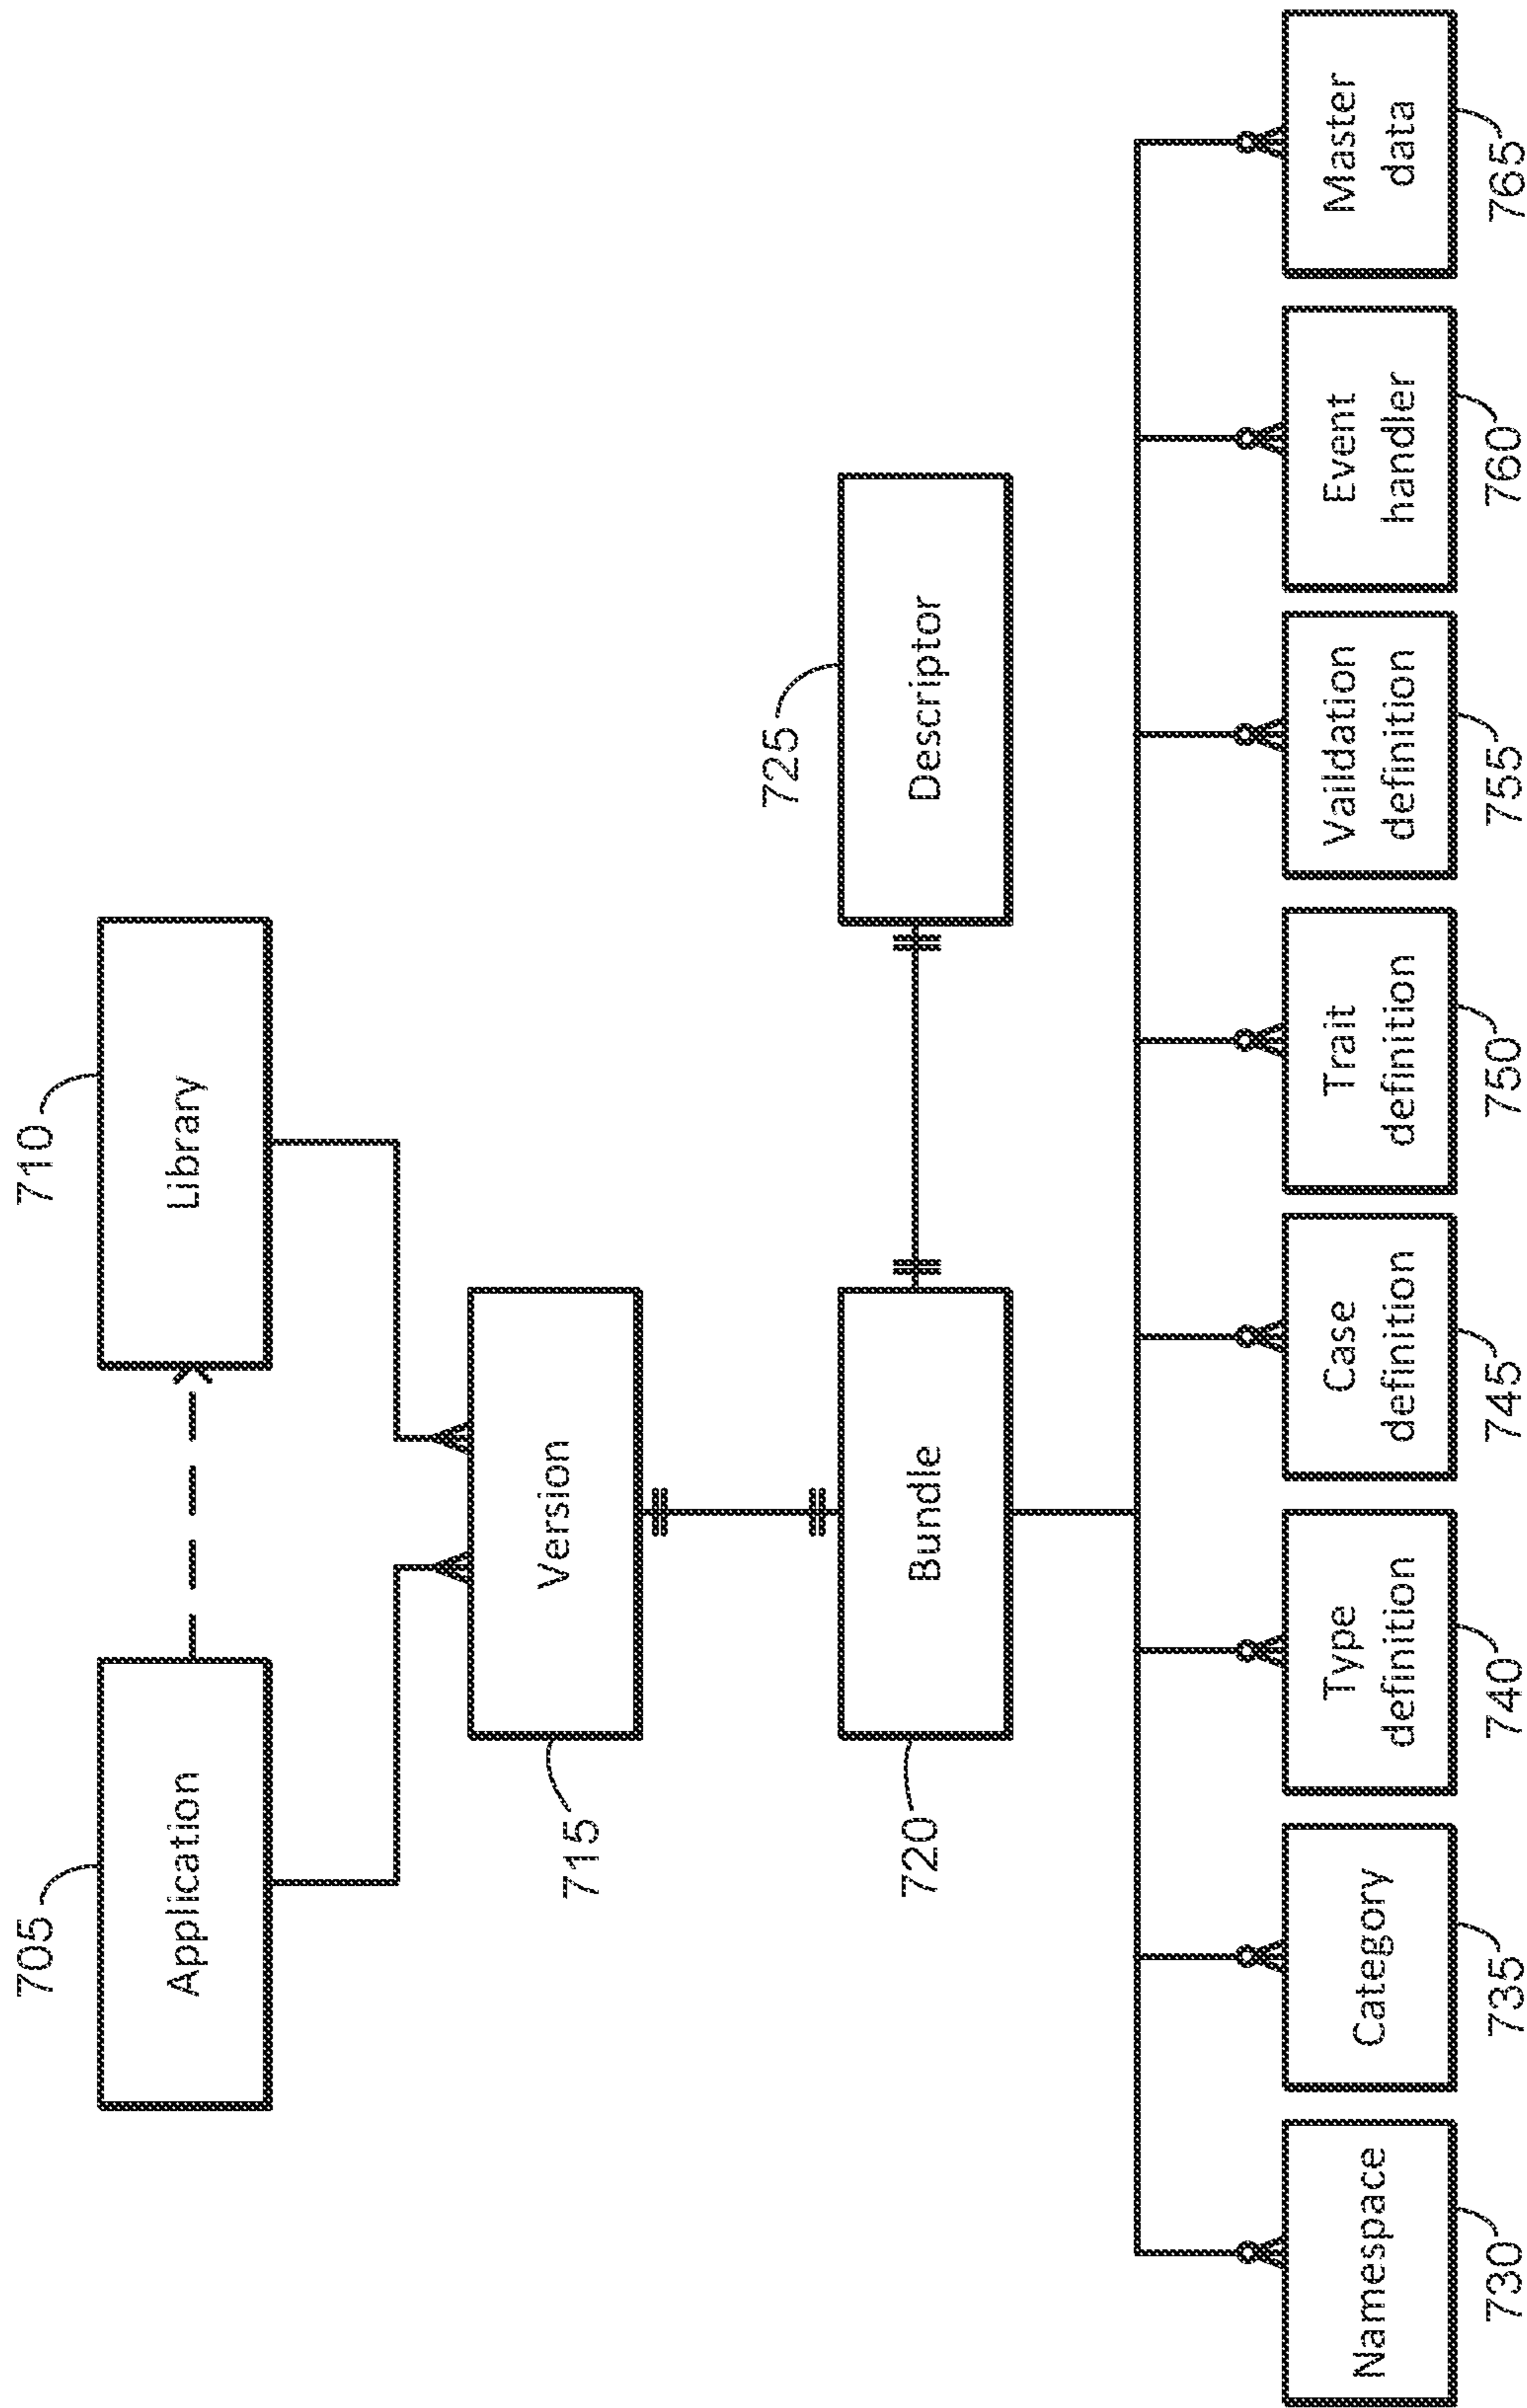 705
Application
710
Library
715
Version
720
Bundle
725
Descriptor
Namespace
730
Category
735
Type
definition
740
Case
definition
745
Trait
definition
750
Vaildation
definition
755
Event
handler
760
Master
data
765